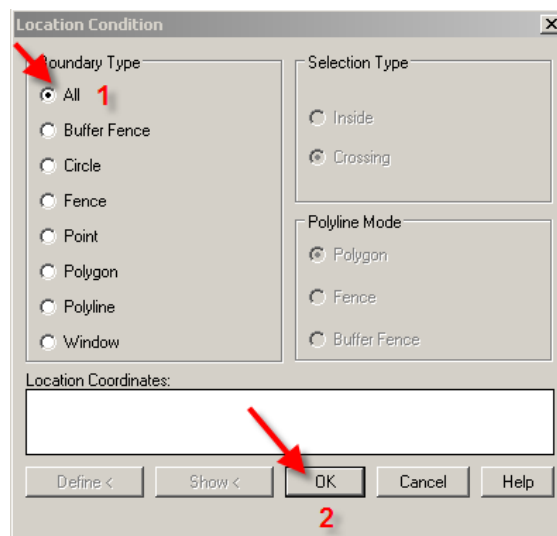 Location Condition
Boundary Type
All 1
Buffer Fence
Circle
Fence
Point
Polygon
Polyline
Window
Selection Type
Inside
Crossing
Polyline Mode
Polygon
Fence
Buffer Fence
Location Coordinates:
Define < Show < OK Cancel Help
2